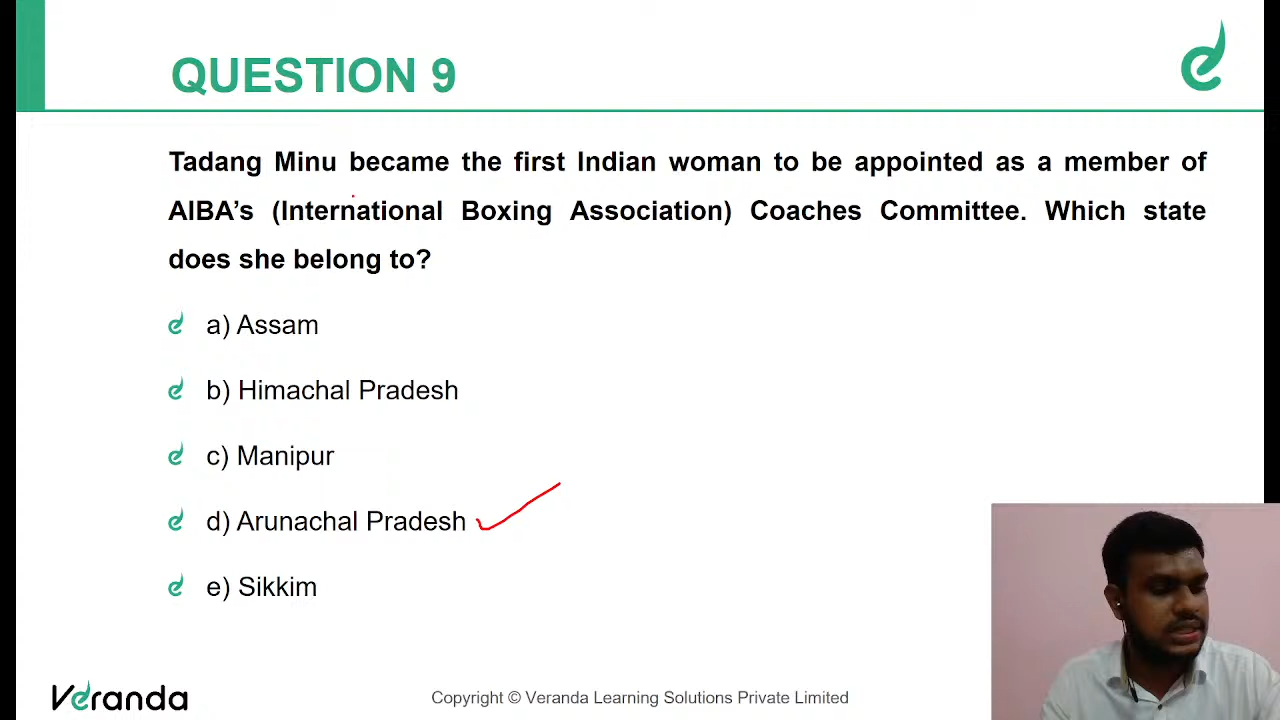 QUESTION 9
Tadang Minu became the first Indian woman to be appointed as a member of
AIBA’s (International Boxing Association) Coaches Committee. Which state
does she belong to?
a) Assam
b) Himachal Pradesh
c) Manipur
d) Arunachal Pradesh
e) Sikkim
Veranda
Copyright © Veranda Learning Solutions Private Limited